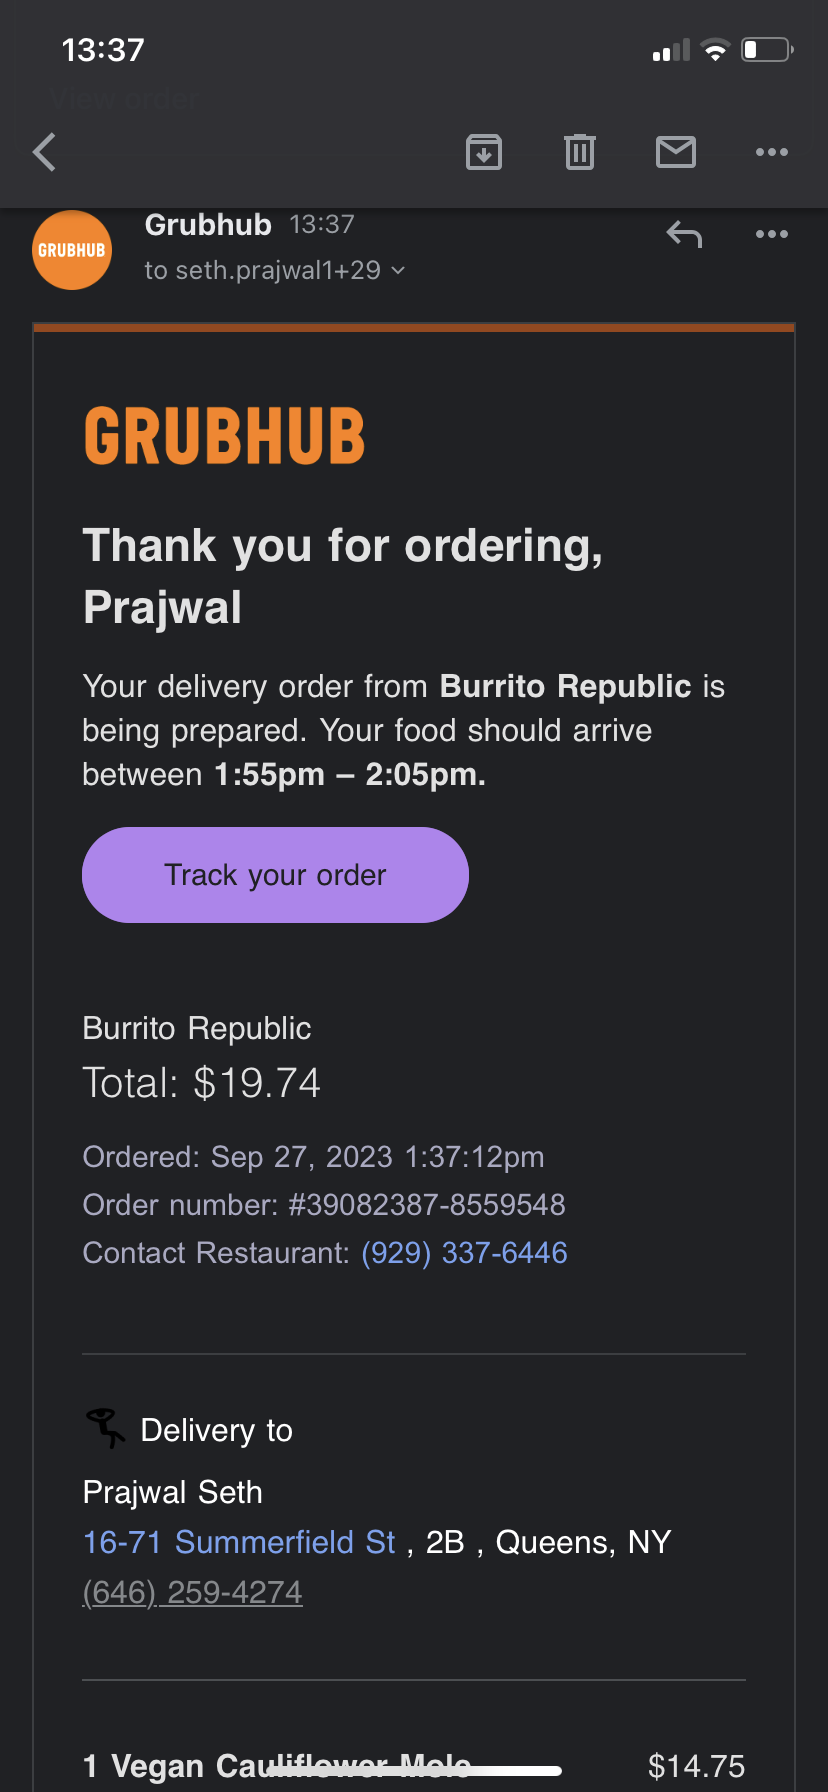 13:37
View order
GRUBHUB
Grubhub 13:37
to seth.prajwal1+29
GRUBHUB
Thank you for ordering,
Prajwal
Your delivery order from Burrito Republic is
being prepared. Your food should arrive
between 1:55pm – 2:05pm.
Track your order
Burrito Republic
Total: $19.74
Ordered: Sep 27, 2023 1:37:12pm
Order number: #39082387-8559548
Contact Restaurant: (929) 337-6446
Delivery to
Prajwal Seth
16-71 Summerfield St , 2B , Queens, NY
(646) 259-4274
1 Vegan Cauliflower Mole $14.75